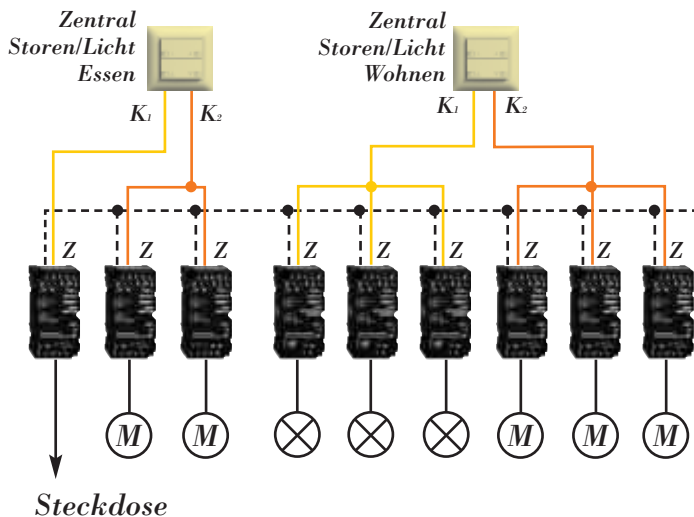 Zentral
Storen/Licht
Essen
Zentral
Storen/Licht
Wohnen
K₁ K₂
K₁ K₂
Z Z Z Z Z Z Z Z Z
M M M M M
Steckdose